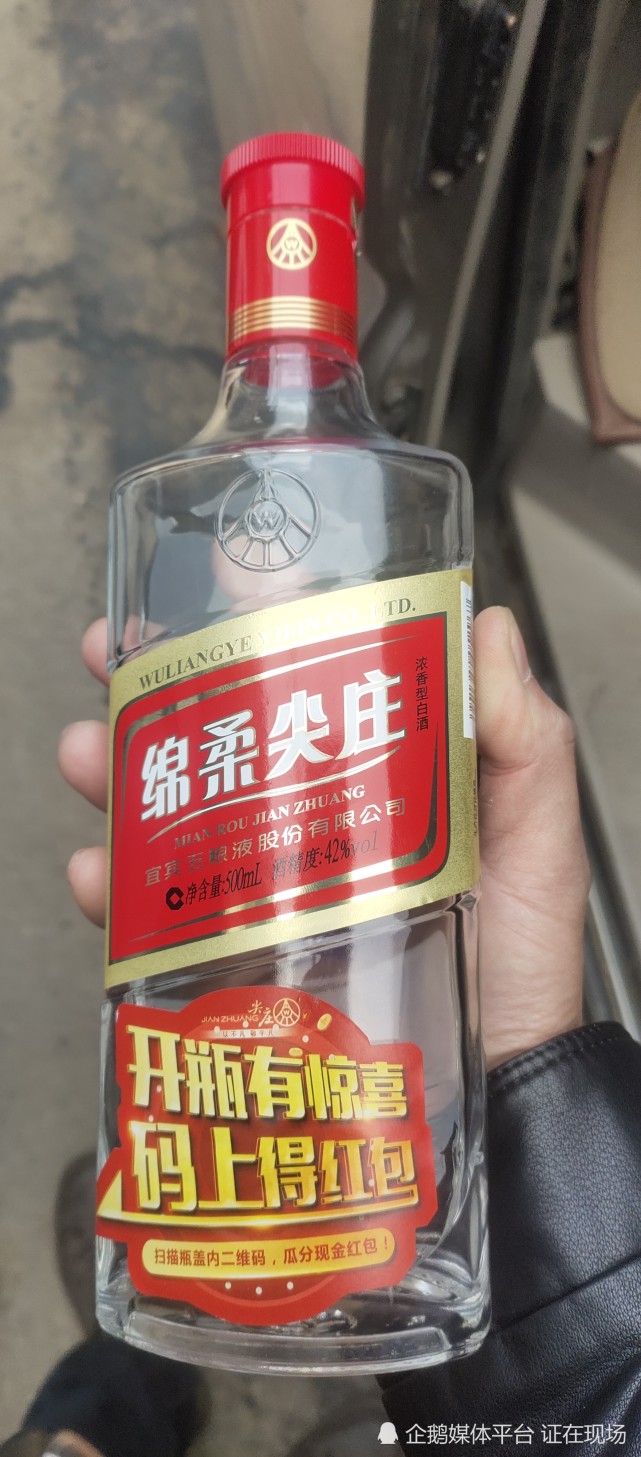 WULIANGYE YIBIN CO., LTD.
浓香型白酒
绵柔尖庄
MIAN ROU JIAN ZHUANG
宜宾五粮液股份有限公司
净含量:500mL 酒精度:42%vol
JIAN ZHUANG 尖庄
开瓶有惊喜
码上得红包
扫描瓶盖内二维码，瓜分现金红包！
企鹅媒体平台 证在现场